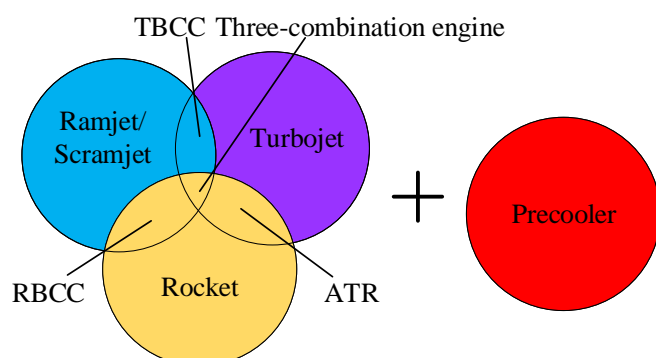 TBCC Three-combination engine
Ramjet/
Scramjet
Turbojet
Precooler
RBCC
Rocket
ATR